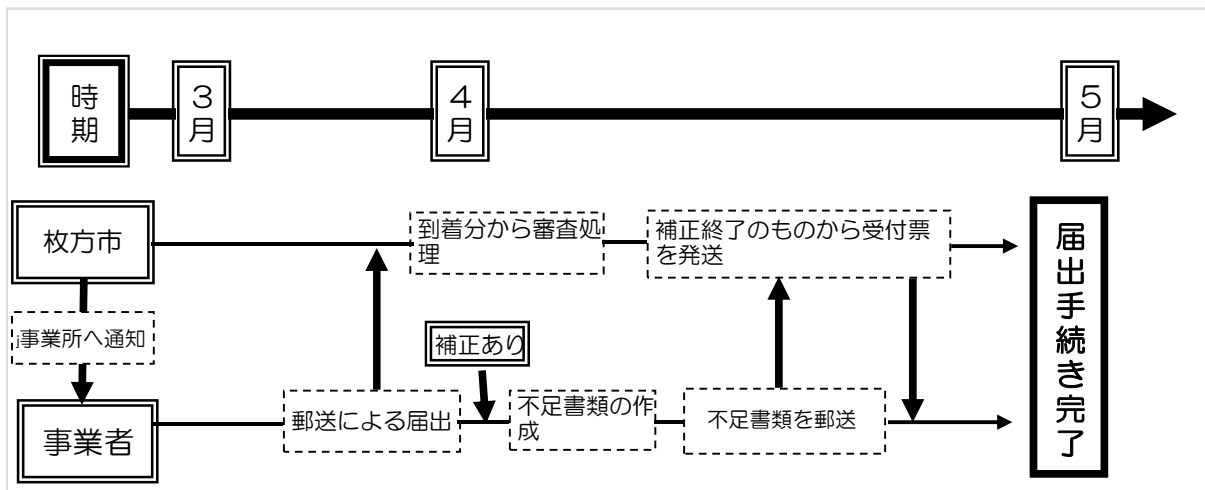 時期
３月
４月
５月
枚方市
到着分から審査処
理
補正終了のものから受付票
を発送
届出手続き完了
事業所へ通知
補正あり
事業者
郵送による届出
不足書類の作
成
不足書類を郵送